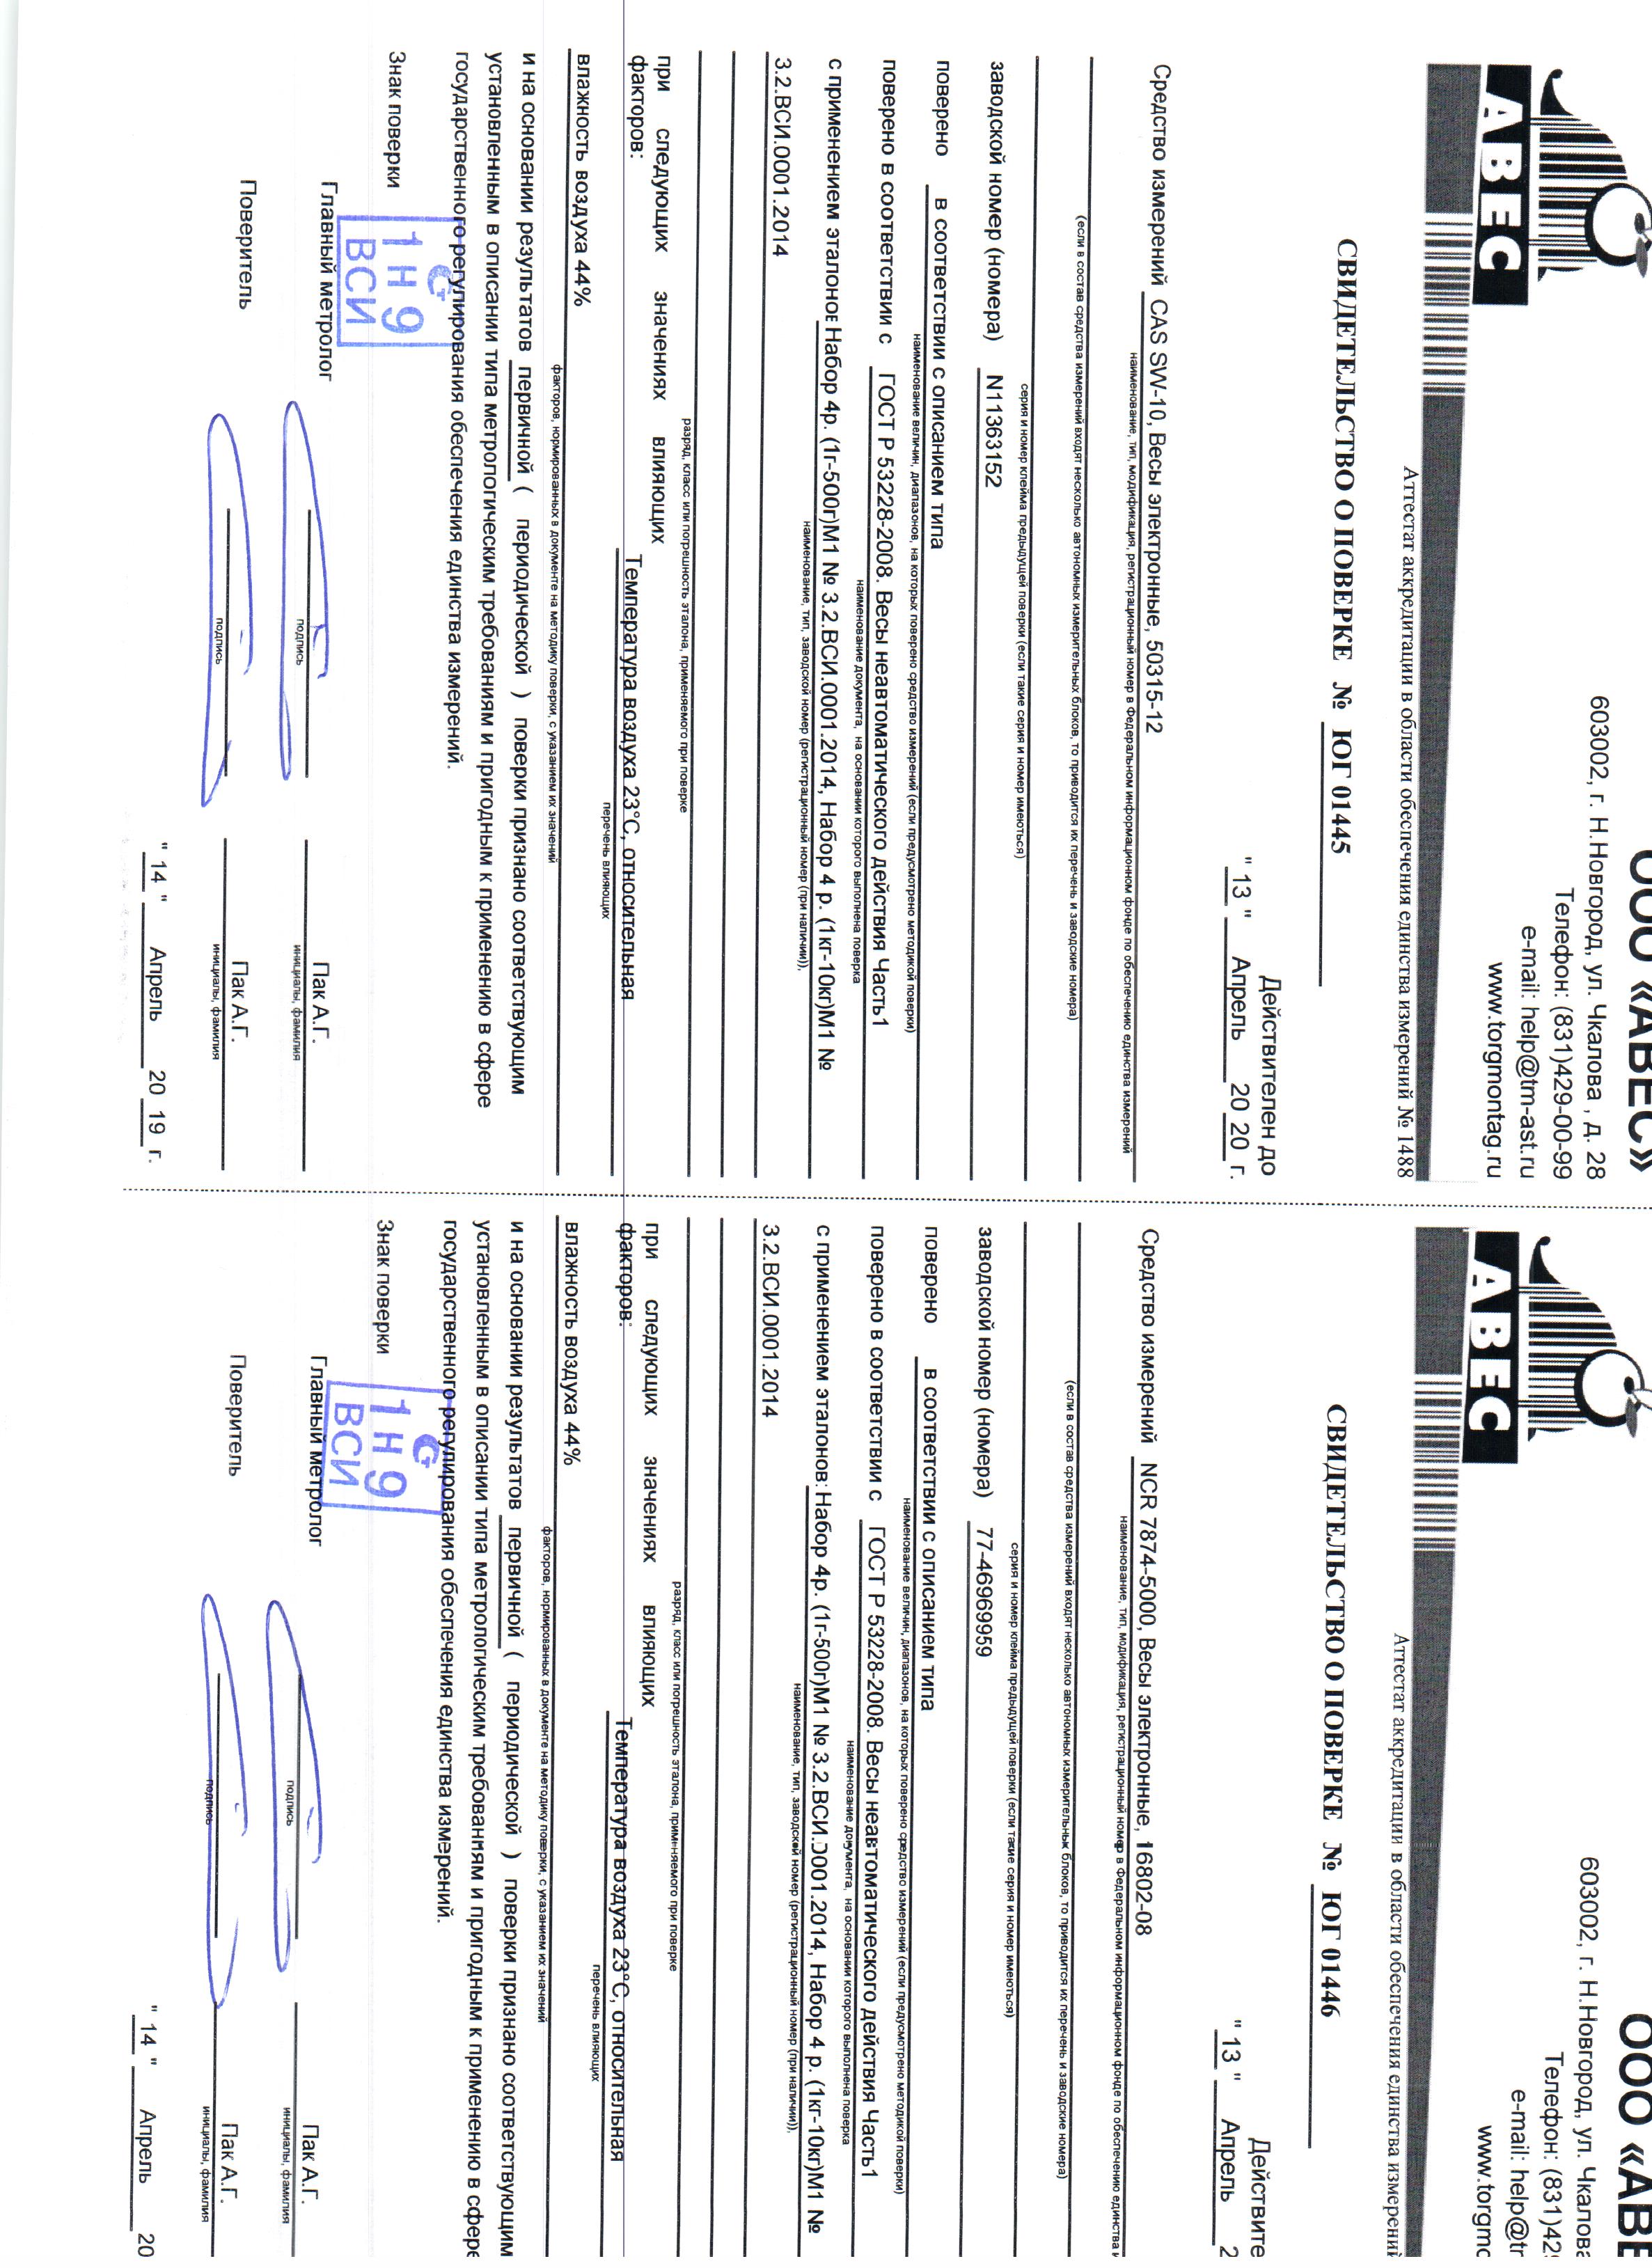 ООО «АВЕС»
603002, г. Н.Новгород, ул. Чкалова , д. 28
Телефон: (831)429-00-99
e-mail: help@tm-ast.ru
www.torgmontag.ru
АВЕС
Аттестат аккредитации в области обеспечения единства измерений № 1488
СВИДЕТЕЛЬСТВО О ПОВЕРКЕ № ЮГ 01445
Действителен до
" 13 " Апрель 20 20 г.
Средство измерений CAS SW-10, Весы электронные, 50315-12
наименование, тип, модификация, регистрационный номер в Федеральном информационном фонде по обеспечению единства измерений
(если в состав средства измерений входят несколько автономных измерительных блоков, то приводится их перечень и заводские номера)
серия и номер клейма предыдущей поверки (если такие серия и номер имеються)
заводской номер (номера) N11363152
поверено в соответствии с описанием типа
наименование величин, диапазонов, на которых поверено средство измерений (если предусмотрено методикой поверки)
поверено в соответствии с ГОСТ Р 53228-2008. Весы неавтоматического действия Часть1
наименование документа, на основании которого выполнена поверка
с применением эталонов Набор 4р. (1г-500г)М1 № 3.2.ВСИ.0001.2014, Набор 4 р. (1кг-10кг)М1 №
наименование, тип, заводской номер (регистрационный номер (при наличии)),
3.2.ВСИ.0001.2014
разряд, класс или погрешность эталона, применяемого при поверке
при следующих значениях влияющих
факторов: Температура воздуха 23°С, относительная
перечень влияющих
влажность воздуха 44%
факторов, нормированных в документе на методику поверки, с указанием их значений
и на основании результатов первичной ( периодической ) поверки признано соответствующим
установленным в описании типа метрологическим требованиям и пригодным к применению в сфере
государственного регулирования обеспечения единства измерений.
Знак поверки
1 Н 9
ВСИ
Главный метролог Пак А.Г.
подпись инициалы, фамилия
Поверитель Пак А.Г.
подпись инициалы, фамилия
" 14 " Апрель 20 19 г.
ООО «АВЕ
603002, г. Н.Новгород, ул. Чкалова
Телефон: (831)429
e-mail: help@t
www.torgmo
АВЕС
Аттестат аккредитации в области обеспечения единства измерений
СВИДЕТЕЛЬСТВО О ПОВЕРКЕ № ЮГ 01446
Действите
" 13 " Апрель 2
Средство измерений NCR 7874-5000, Весы электронные, 16802-08
наименование, тип, модификация, регистрационный номер в Федеральном информационном фонде по обеспечению единства и
(если в состав средства измерений входят несколько автономных измерительных блоков, то приводится их перечень и заводские номера)
серия и номер клейма предыдущей поверки (если такие серия и номер имеються)
заводской номер (номера) 77-46969959
поверено в соответствии с описанием типа
наименование величин, диапазонов, на которых поверено средство измерений (если предусмотрено методикой поверки)
поверено в соответствии с ГОСТ Р 53228-2008. Весы неавтоматического действия Часть1
наименование документа, на основании которого выполнена поверка
с применением эталонов: Набор 4р. (1г-500г)М1 № 3.2.ВСИ.0001.2014, Набор 4 р. (1кг-10кг)М1 №
наименование, тип, заводской номер (регистрационный номер (при наличии)),
3.2.ВСИ.0001.2014
разряд, класс или погрешность эталона, применяемого при поверке
при следующих значениях влияющих
факторов: Температура воздуха 23°С, относительная
перечень влияющих
влажность воздуха 44%
факторов, нормированных в документе на методику поверки, с указанием их значений
и на основании результатов первичной ( периодической ) поверки признано соответствующим
установленным в описании типа метрологическим требованиям и пригодным к применению в сфере
государственного регулирования обеспечения единства измерений.
Знак поверки
1 Н 9
ВСИ
Главный метролог Пак А.Г.
подпись инициалы, фамилия
Поверитель Пак А.Г.
подпись инициалы, фамилия
" 14 " Апрель 20